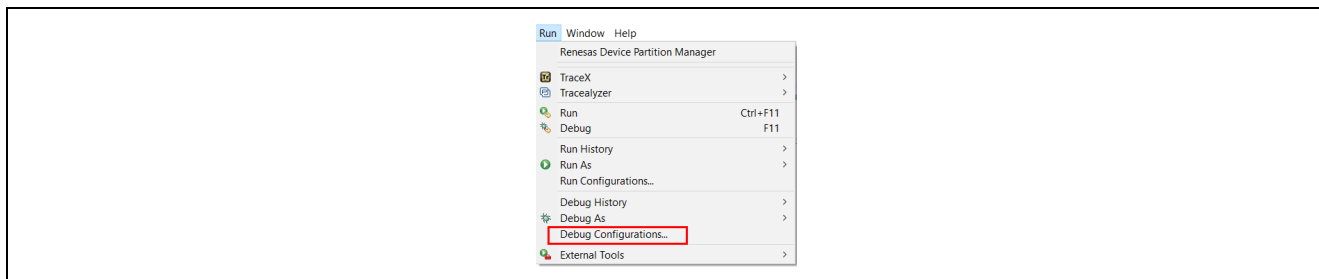 Run Window Help
Renesas Device Partition Manager
TraceX
Tracealyzer
Run Ctrl+F11
Debug F11
Run History
Run As
Run Configurations...
Debug History
Debug As
Debug Configurations...
External Tools